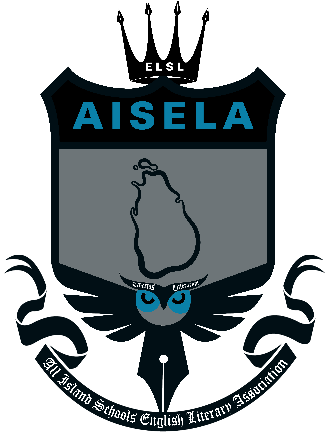 ELSL
AISELA
All Island Schools English Literary Association